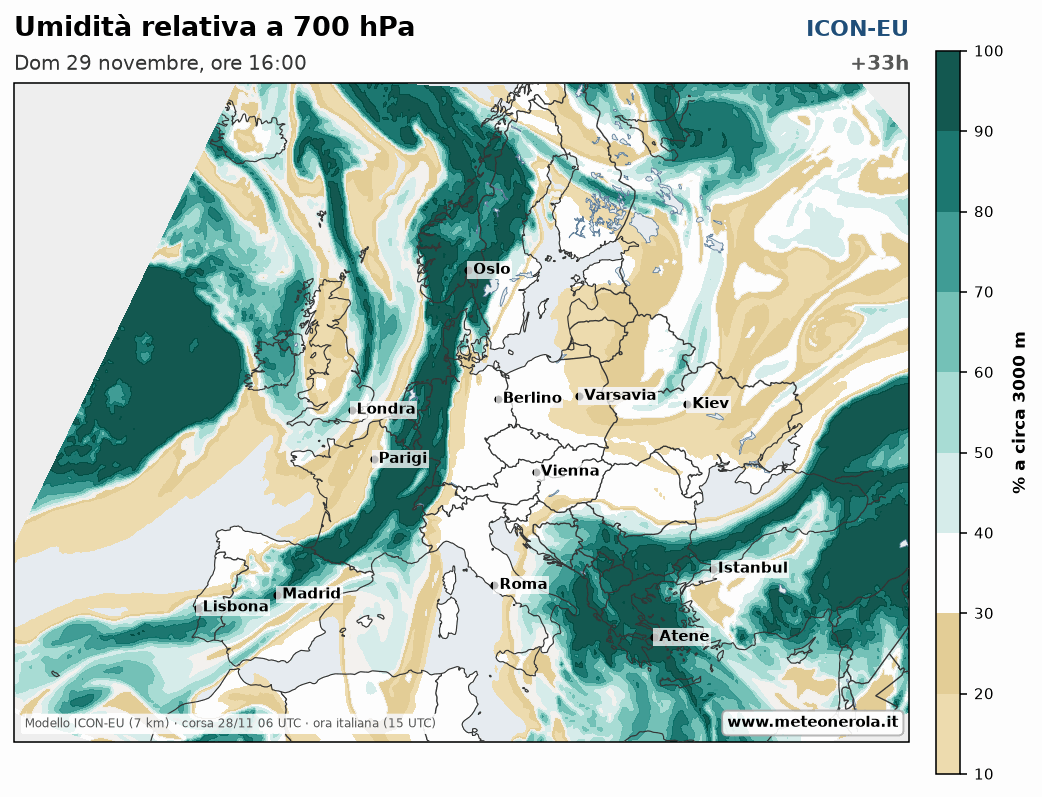 Umidità relativa a 700 hPa
ICON-EU
Dom 29 novembre, ore 16:00
+33h
100
90
80
70
60
50
40
30
20
10
% a circa 3000 m
Oslo
Berlino
Varsavia
Kiev
Londra
Parigi
Vienna
Istanbul
Roma
Madrid
Lisbona
Atene
Modello ICON-EU (7 km) · corsa 28/11 06 UTC · ora italiana (15 UTC)
www.meteonerola.it